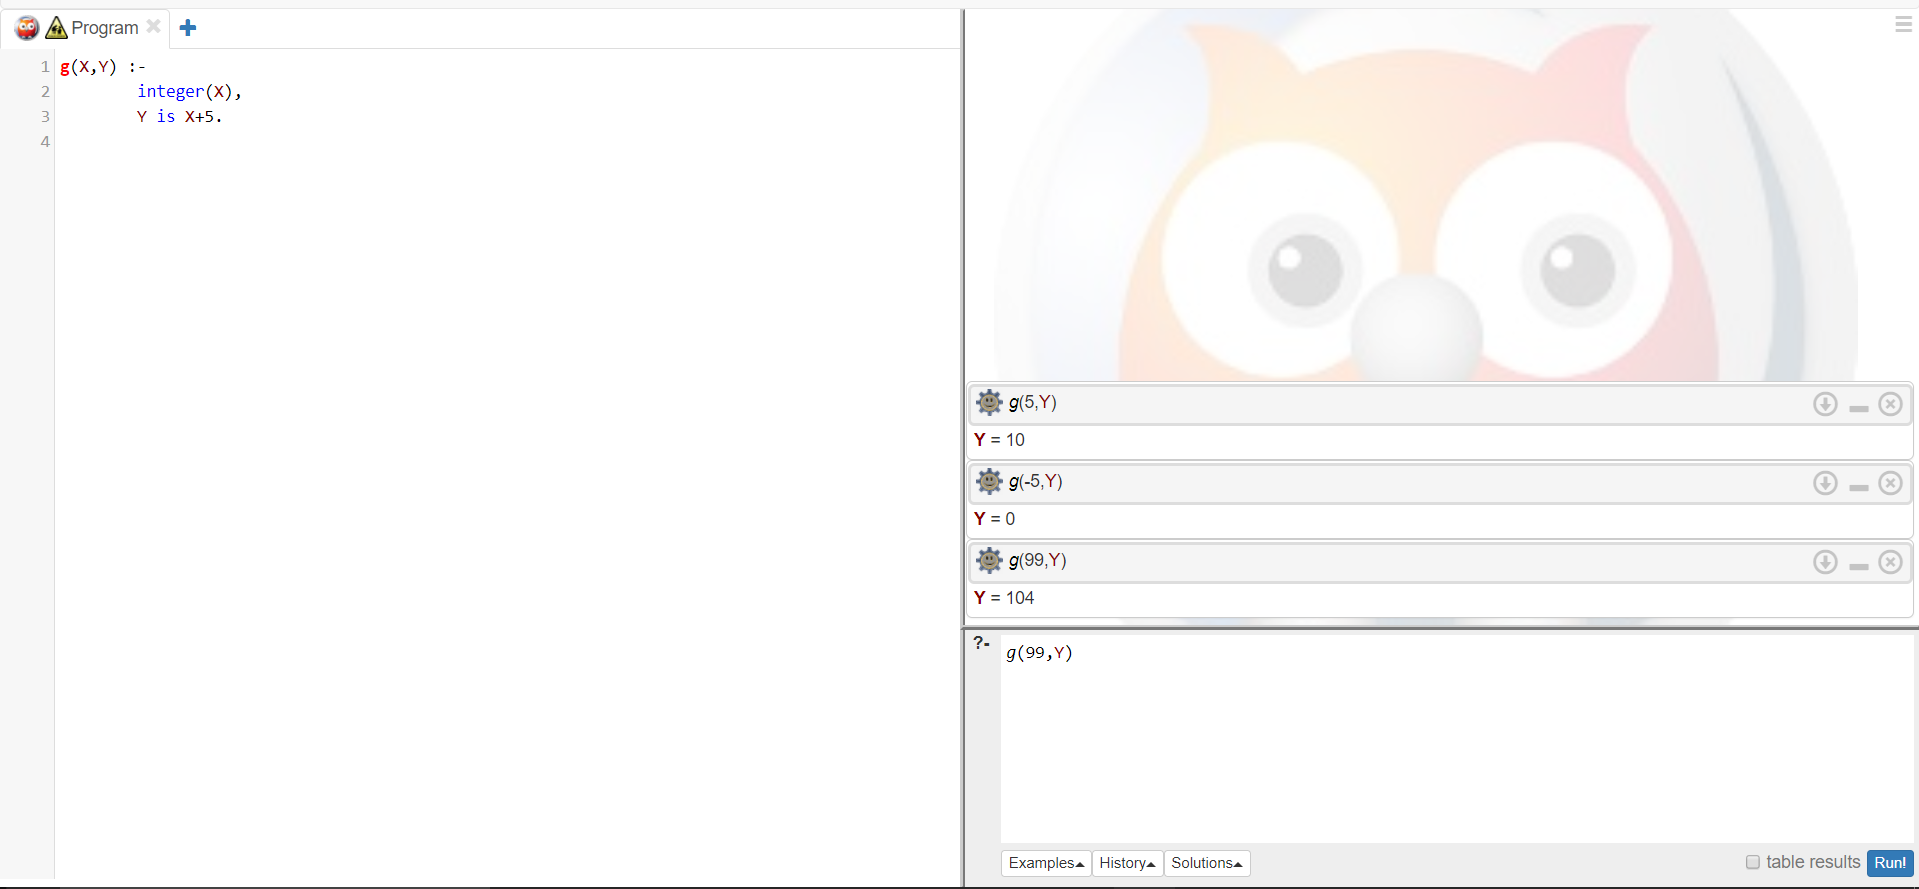 Program
1 g(X,Y) :-
2 integer(X),
3 Y is X+5.
4
g(5,Y)
Y = 10
g(-5,Y)
Y = 0
g(99,Y)
Y = 104
?- g(99,Y)
Examples History Solutions table results Run!